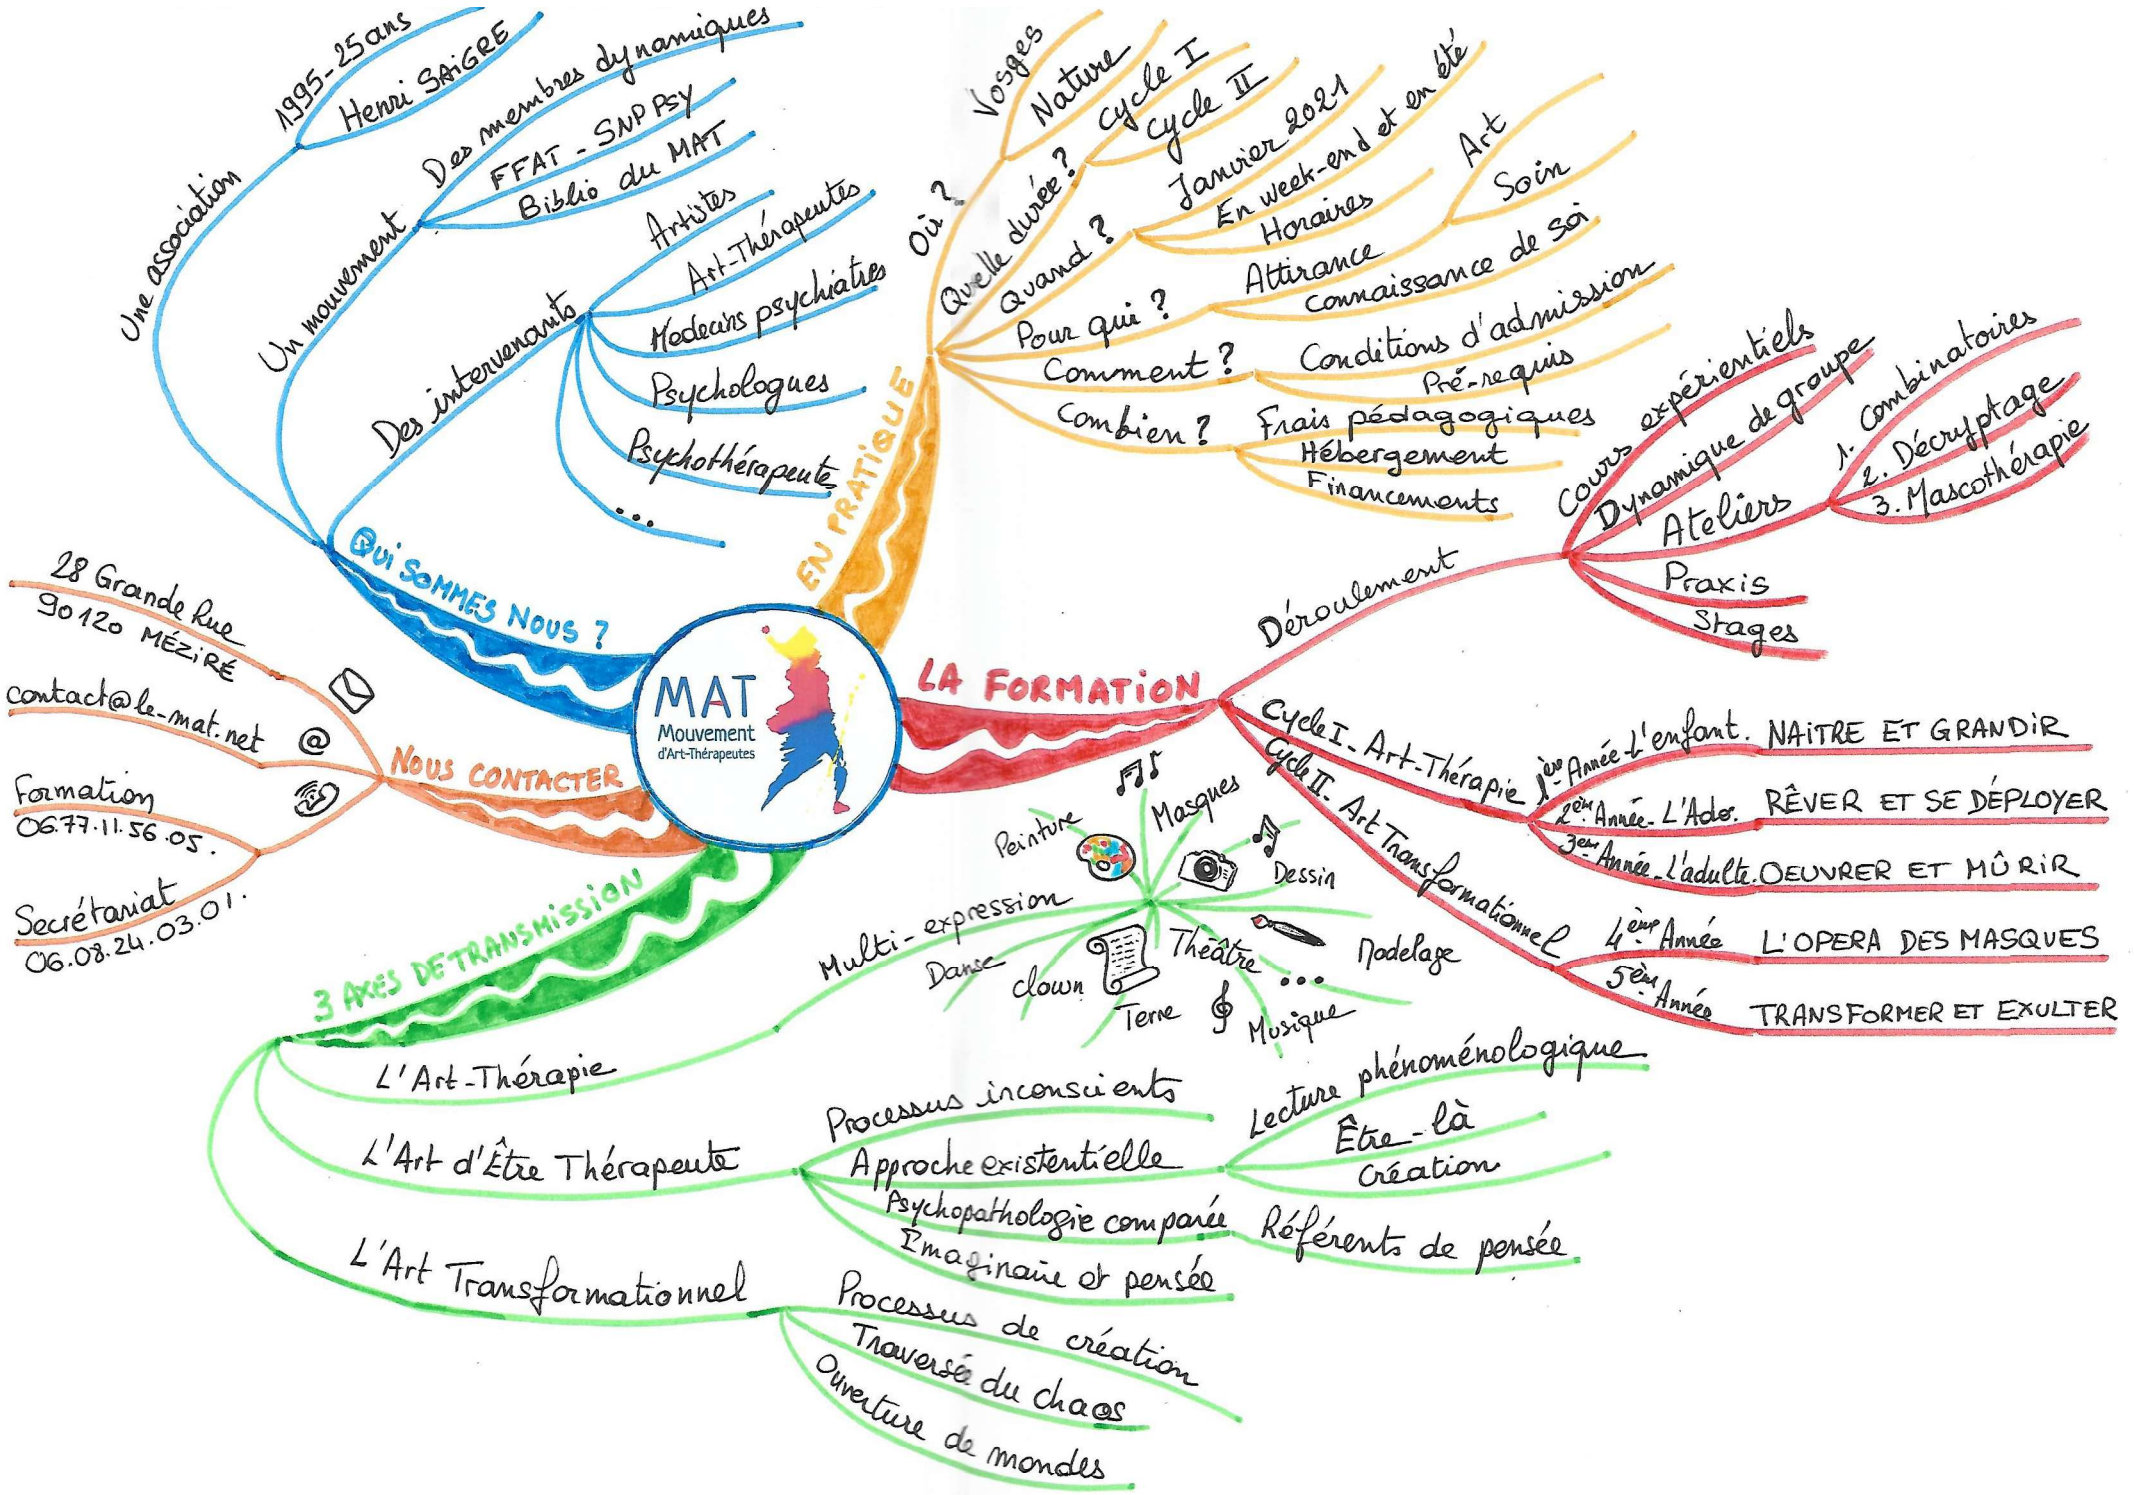 MAT
Mouvement
d'Art-Thérapeutes
QUI SOMMES NOUS ?
Une association
1995-25 ans
Henri SAIGRE
Un mouvement
Des membres dynamiques
FFAT - SNP PSY
Biblio du MAT
Des intervenants
Artistes
Art-Thérapeutes
Médecins psychiatres
Psychologues
Psychothérapeutes
...
EN PRATIQUE
Où ?
Vosges
Nature
Quelle durée ?
Cycle I
Cycle II
Quand ?
Janvier 2021
En week-end et en été
Horaires
Pour qui ?
Attirance
Art
Soin
Connaissance de soi
Comment ?
Conditions d'admission
Pré-requis
Combien ?
Frais pédagogiques
Hébergement
Financements
LA FORMATION
Déroulement
Cours expérientiels
Dynamique de groupe
Ateliers
1. Combinatoires
2. Décryptage
3. Mascothérapie
Praxis
Stages
Cycle I - Art-Thérapie
1ère Année - L'enfant. NAITRE ET GRANDIR
2ème Année - L'Ado. RÊVER ET SE DÉPLOYER
3ème Année - L'adulte. OEUVRER ET MÛRIR
Cycle II. Art Transformationnel
4ème Année L'OPERA DES MASQUES
5ème Année TRANSFORMER ET EXULTER
3 AXES DE TRANSMISSION
L'Art-Thérapie
Multi-expression
Peinture
Masques
Dessin
Modelage
...
Musique
Théâtre
Terre
Clown
Danse
L'Art d'Être Thérapeute
Processus inconscients
Approche existentielle
Lecture phénoménologique
Être-là
Création
Psychopathologie comparée
Référents de pensée
Imaginaire et pensée
L'Art Transformationnel
Processus de création
Traversée du chaos
Ouverture de mondes
NOUS CONTACTER
28 Grande Rue
90120 MÉZIRÉ
contact@le-mat.net
@
Formation
06.77.11.56.05.
Secrétariat
06.08.24.03.01.